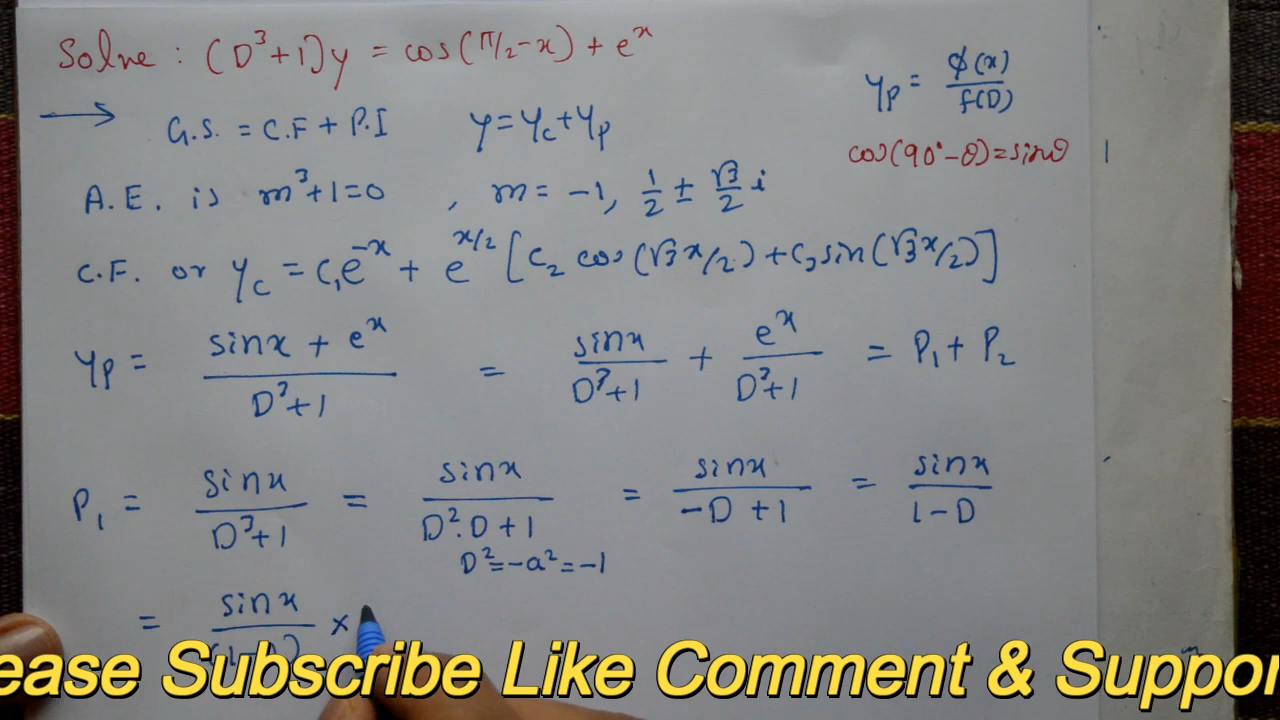 Solve : (D³+1)y = cos(π/2-x) + eˣ
yp = φ(x)/f(D)
→ G.S. = C.F + P.I y = yc + yp
cos(90°-θ)=sinθ
A.E. is m³+1=0 , m = -1, 1/2 ± √3/2 i
C.F. or yc = c₁e⁻ˣ + e^(x/2) [c₂ cos(√3x/2) + c₃ sin(√3x/2)]
yp = (sinx + eˣ)/(D³+1) = sinx/(D³+1) + eˣ/(D³+1) = P₁ + P₂
P₁ = sinx/(D³+1) = sinx/(D².D+1) = sinx/(-D+1) = sinx/(1-D)
D²=-a²=-1
= sinx/(1-D) ×
ease Subscribe Like Comment & Suppor